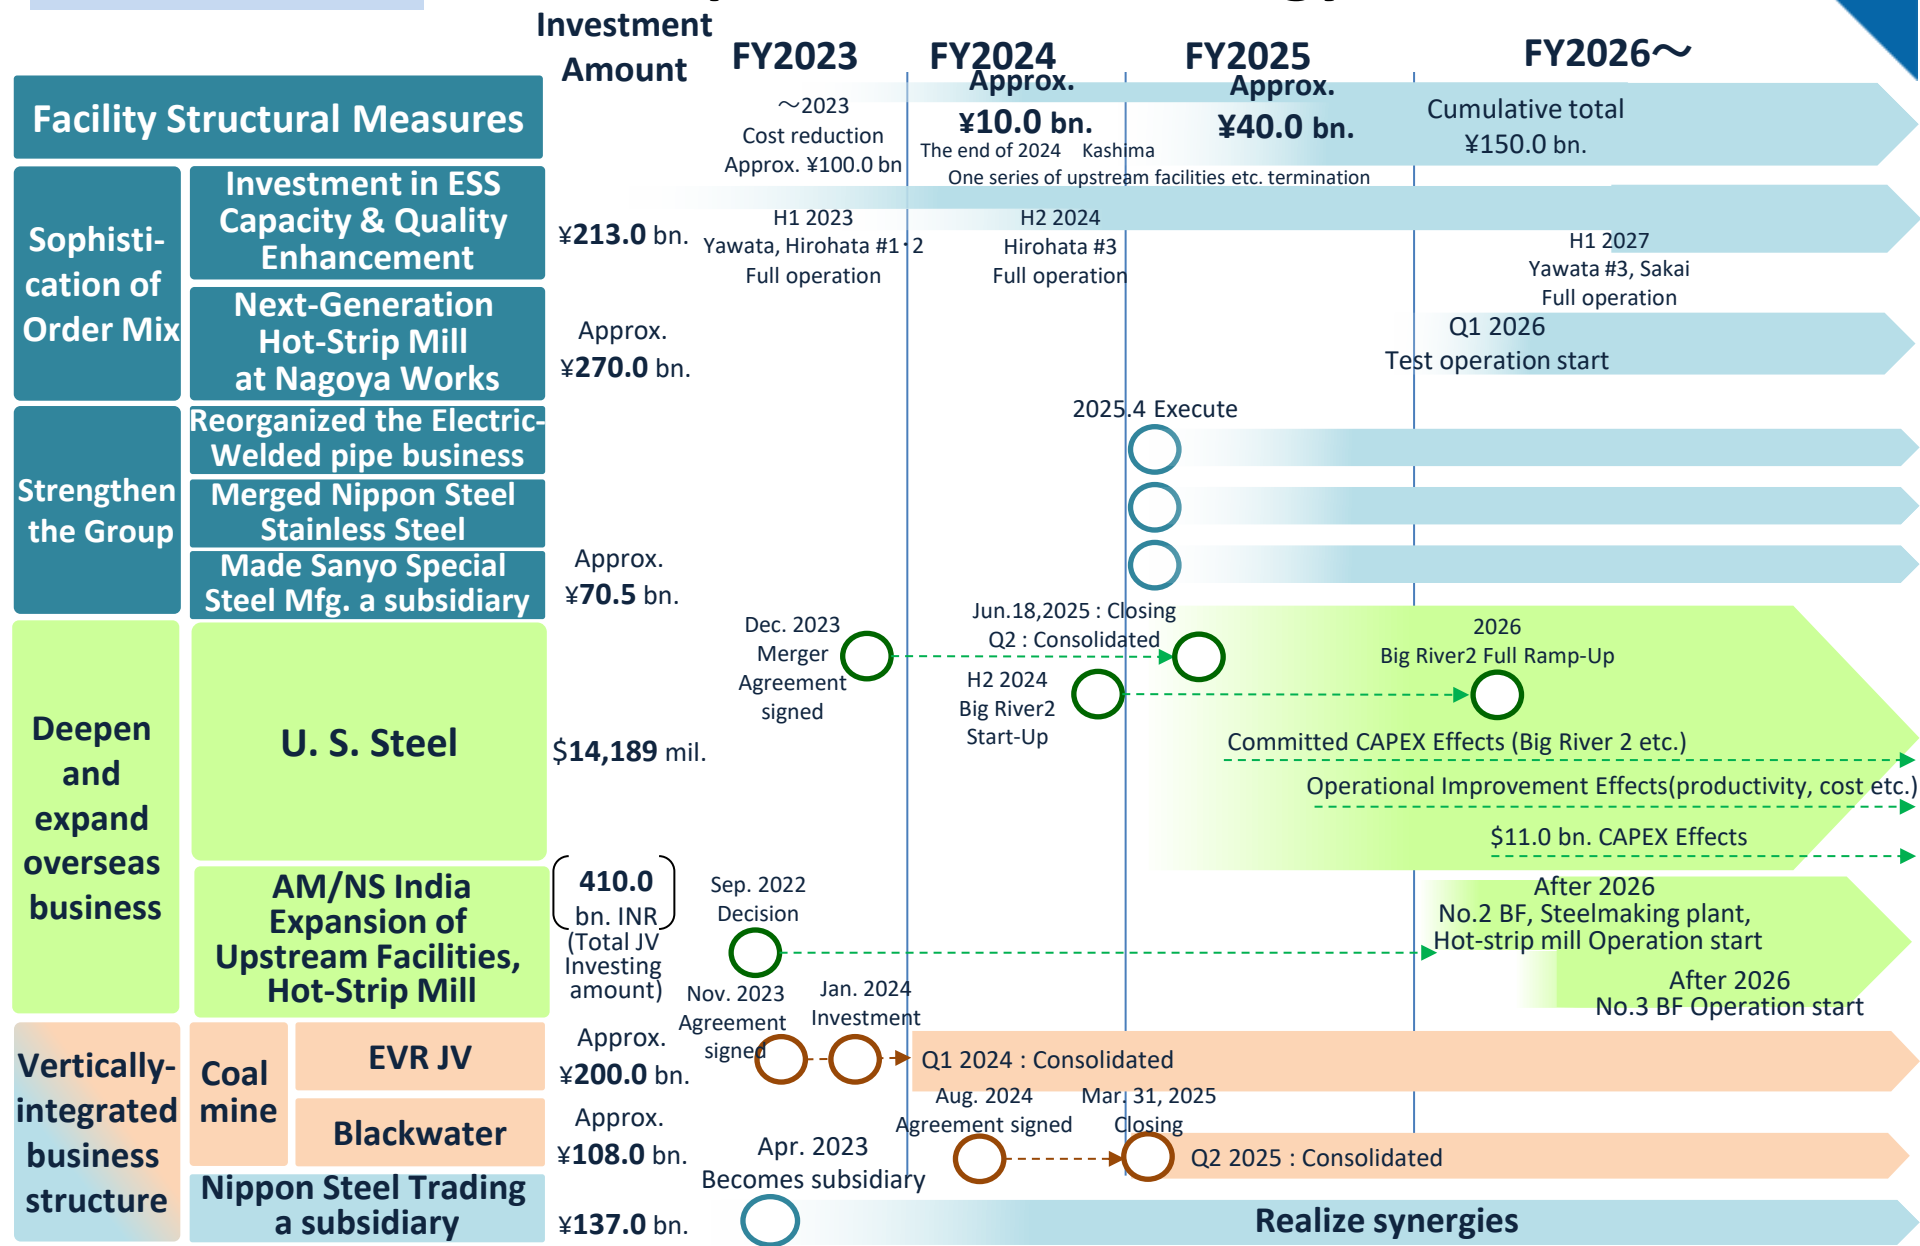 Investment
Amount
FY2023
FY2024
FY2025
FY2026～
Facility Structural Measures
～2023
Cost reduction
Approx. ¥100.0 bn
Approx.
¥10.0 bn.
Approx.
¥40.0 bn.
Cumulative total
¥150.0 bn.
The end of 2024 Kashima
One series of upstream facilities etc. termination
Sophisti-
cation of
Order Mix
Investment in ESS
Capacity & Quality
Enhancement
¥213.0 bn.
H1 2023
Yawata, Hirohata #1･2
Full operation
H2 2024
Hirohata #3
Full operation
H1 2027
Yawata #3, Sakai
Full operation
Next-Generation
Hot-Strip Mill
at Nagoya Works
Approx.
¥270.0 bn.
Q1 2026
Test operation start
Strengthen
the Group
Reorganized the Electric-
Welded pipe business
2025.4 Execute
Merged Nippon Steel
Stainless Steel
Made Sanyo Special
Steel Mfg. a subsidiary
Approx.
¥70.5 bn.
Deepen
and
expand
overseas
business
U. S. Steel
$14,189 mil.
Dec. 2023
Merger
Agreement
signed
Jun.18,2025 : Closing
Q2 : Consolidated
H2 2024
Big River2
Start-Up
2026
Big River2 Full Ramp-Up
Committed CAPEX Effects (Big River 2 etc.)
Operational Improvement Effects(productivity, cost etc.)
$11.0 bn. CAPEX Effects
AM/NS India
Expansion of
Upstream Facilities,
Hot-Strip Mill
410.0
bn. INR
(Total JV
Investing
amount)
Sep. 2022
Decision
After 2026
No.2 BF, Steelmaking plant,
Hot-strip mill Operation start
After 2026
No.3 BF Operation start
Vertically-
integrated
business
structure
Coal
mine
EVR JV
Approx.
¥200.0 bn.
Nov. 2023
Agreement
signed
Jan. 2024
Investment
Q1 2024 : Consolidated
Blackwater
Approx.
¥108.0 bn.
Aug. 2024
Agreement signed
Mar. 31, 2025
Closing
Q2 2025 : Consolidated
Nippon Steel Trading
a subsidiary
¥137.0 bn.
Apr. 2023
Becomes subsidiary
Realize synergies